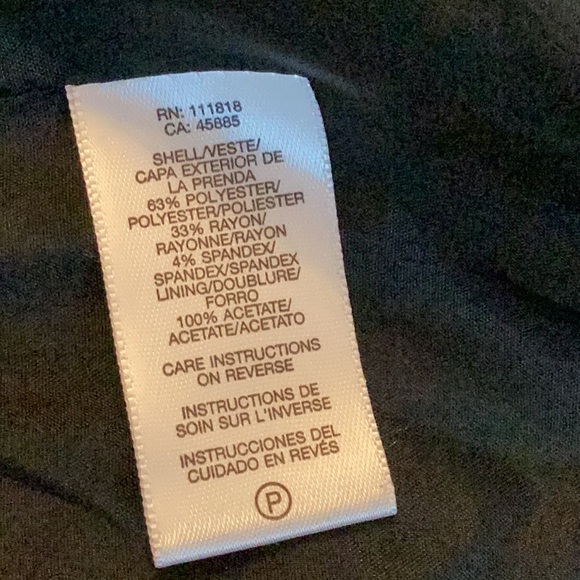 RN: 111818
CA: 45885
SHELL/VESTE/
CAPA EXTERIOR DE
LA PRENDA
63% POLYESTER/
POLYESTER/POLIESTER
33% RAYON/
RAYONNE/RAYON
4% SPANDEX/
SPANDEX/SPANDEX
LINING/DOUBLURE/
FORRO
100% ACETATE/
ACETATE/ACETATO
CARE INSTRUCTIONS
ON REVERSE
INSTRUCTIONS DE
SOIN SUR L'INVERSE
INSTRUCCIONES DEL
CUIDADO EN REVÉS
P